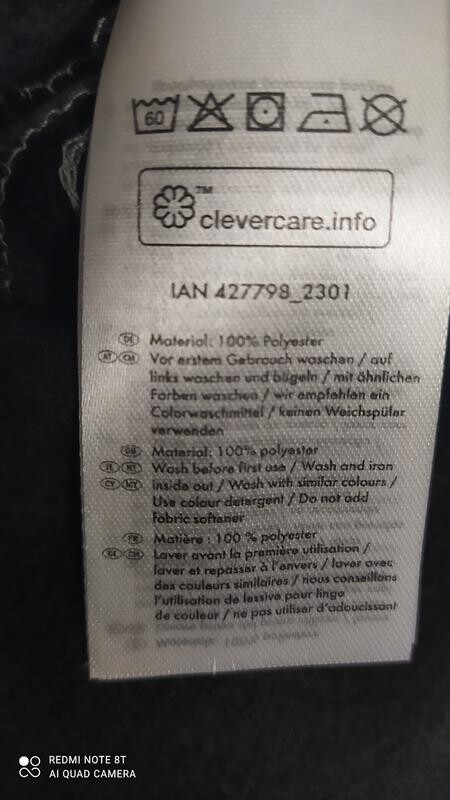 60
TM
clevercare.info
IAN 427798_2301
DE Material: 100% Polyester
AT CH Vor erstem Gebrauch waschen / auf
links waschen und bügeln / mit ähnlichen
Farben waschen / wir empfehlen ein
Colorwaschmittel / keinen Weichspüler
verwenden
GB Material: 100% polyester
IE NI Wash before first use / Wash and iron
CY MT inside out / Wash with similar colours /
Use colour detergent / Do not add
fabric softener
FR Matière : 100 % polyester
BE CH Laver avant la première utilisation /
laver et repasser à l'envers / laver avec
des couleurs similaires / nous conseillons
l'utilisation de lessive pour linge
de couleur / ne pas utiliser d'adoucissant
REDMI NOTE 8T
AI QUAD CAMERA